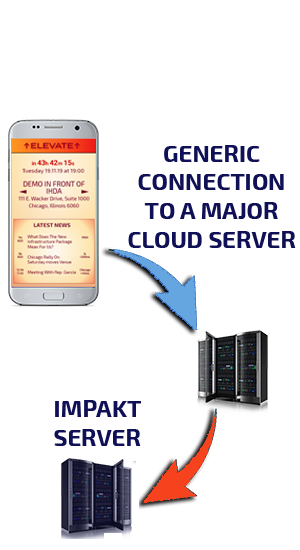 ↑ELEVATE↑
in 43h 42m 15s
Tuesday 19.11.19 at 19:00
DEMO IN FRONT OF
IHDA
111 E. Wacker Drive, Suite 1000
Chicago, Illinois 6060
LATEST NEWS
What Does The New
Infrastructure Package
Mean For Us?
Chicago Rally On
Saturday moves Venue
Meeting With Rep. Garcia
GENERIC
CONNECTION
TO A MAJOR
CLOUD SERVER
IMPAKT
SERVER